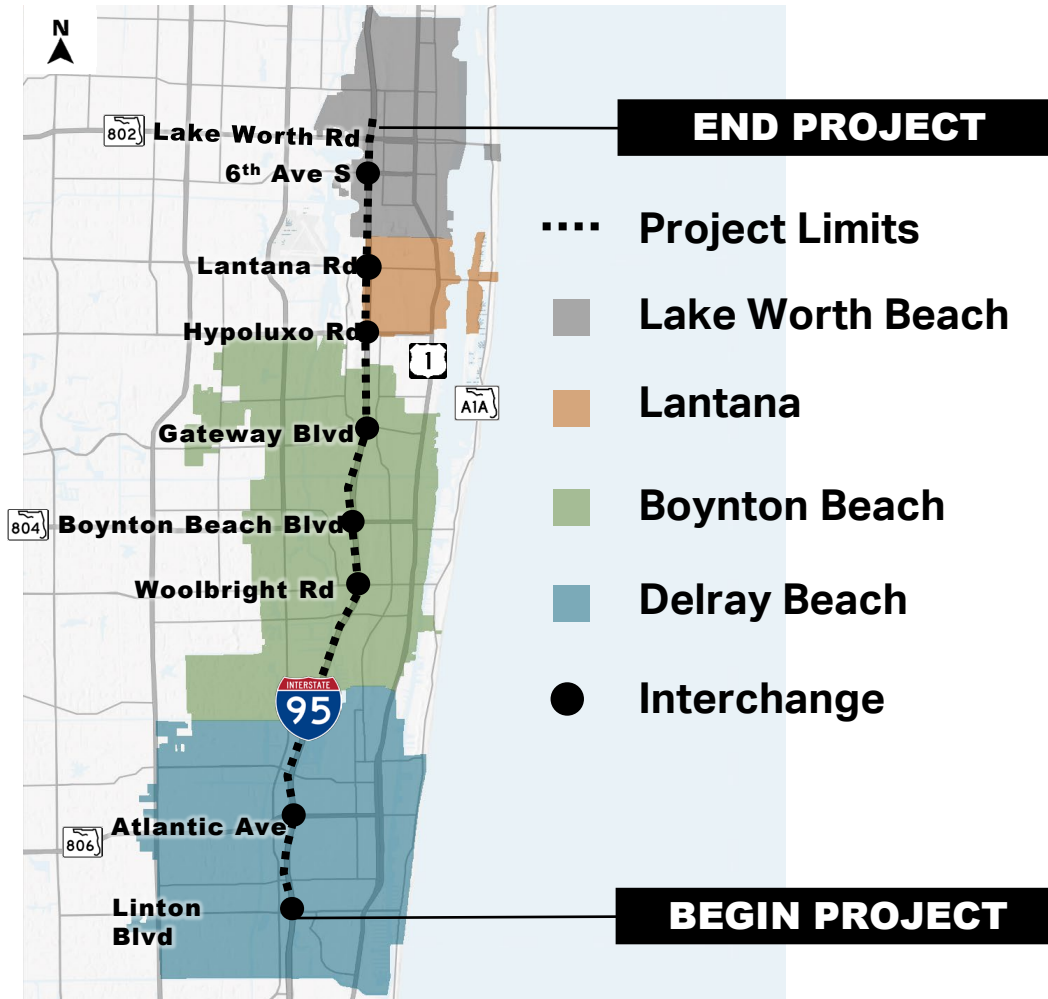 N
802 Lake Worth Rd
6th Ave S
Lantana Rd
Hypoluxo Rd
1
A1A
Gateway Blvd
804 Boynton Beach Blvd
Woolbright Rd
INTERSTATE
95
806 Atlantic Ave
Linton
Blvd
END PROJECT
Project Limits
Lake Worth Beach
Lantana
Boynton Beach
Delray Beach
Interchange
BEGIN PROJECT